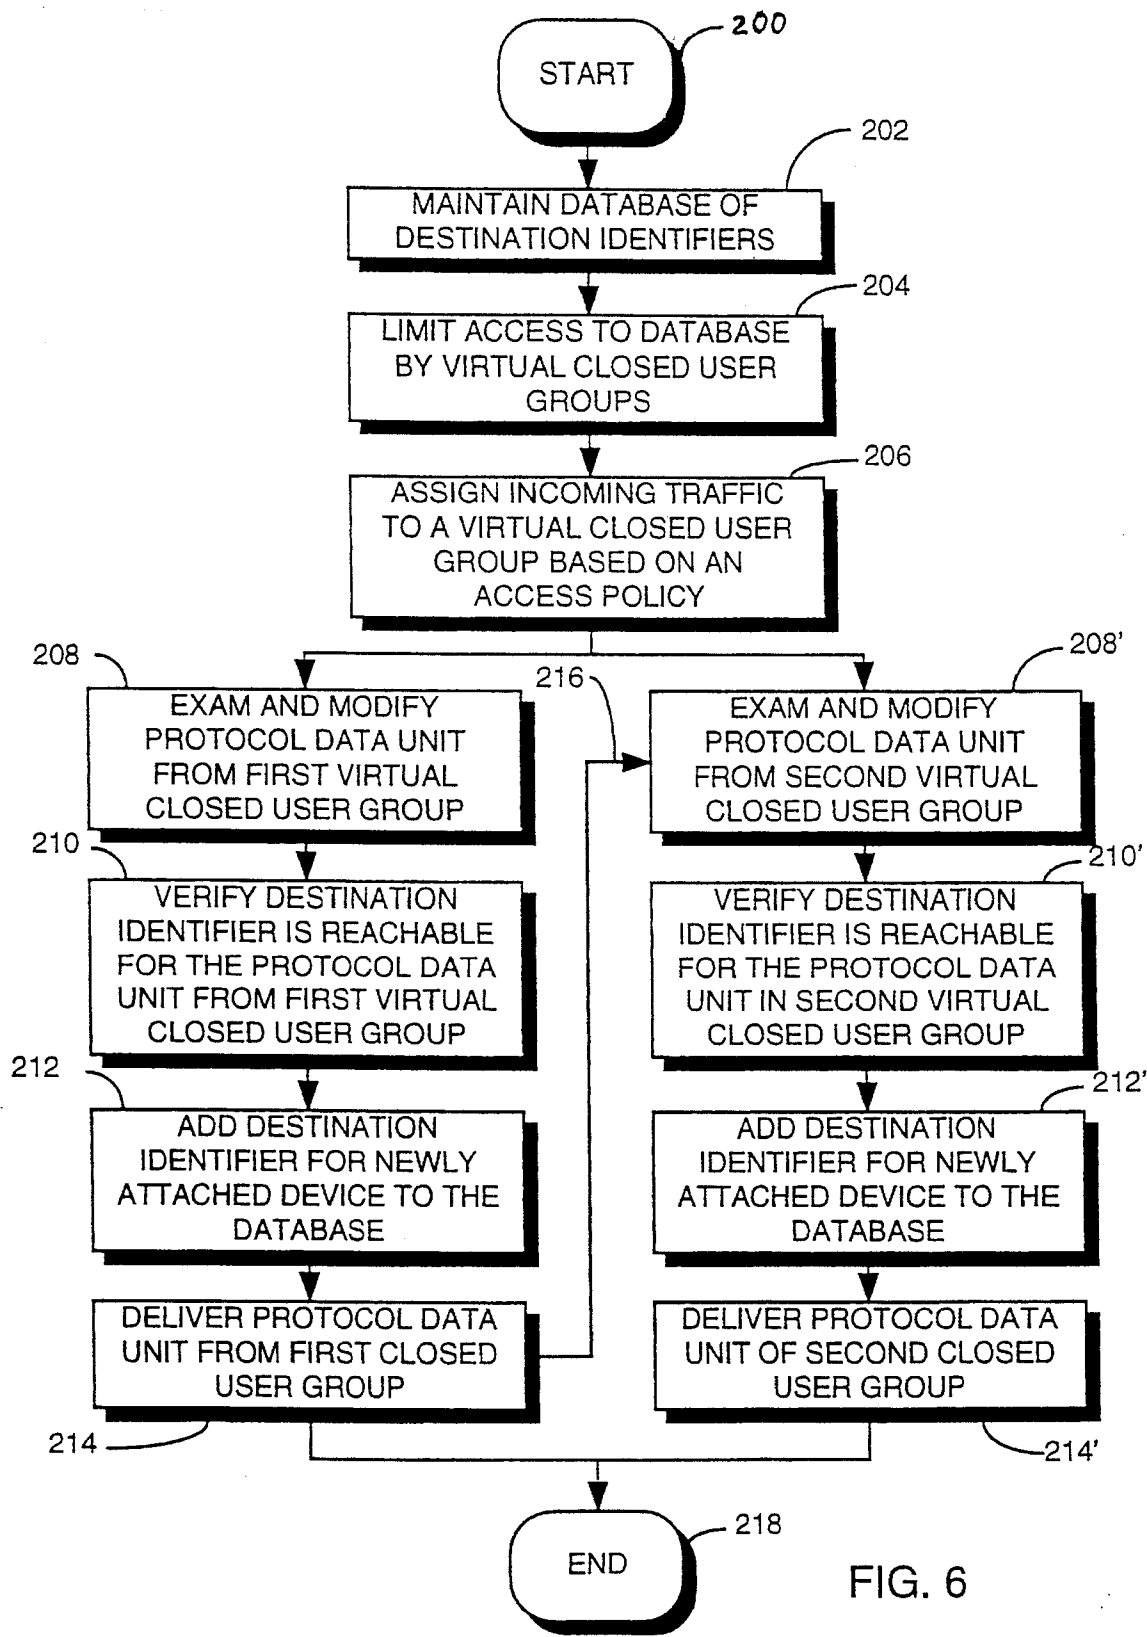 200
START
202
MAINTAIN DATABASE OF
DESTINATION IDENTIFIERS
204
LIMIT ACCESS TO DATABASE
BY VIRTUAL CLOSED USER
GROUPS
206
ASSIGN INCOMING TRAFFIC
TO A VIRTUAL CLOSED USER
GROUP BASED ON AN
ACCESS POLICY
208
EXAM AND MODIFY
PROTOCOL DATA UNIT
FROM FIRST VIRTUAL
CLOSED USER GROUP
210
VERIFY DESTINATION
IDENTIFIER IS REACHABLE
FOR THE PROTOCOL DATA
UNIT FROM FIRST VIRTUAL
CLOSED USER GROUP
212
ADD DESTINATION
IDENTIFIER FOR NEWLY
ATTACHED DEVICE TO THE
DATABASE
DELIVER PROTOCOL DATA
UNIT FROM FIRST CLOSED
USER GROUP
214
216
208'
EXAM AND MODIFY
PROTOCOL DATA UNIT
FROM SECOND VIRTUAL
CLOSED USER GROUP
210'
VERIFY DESTINATION
IDENTIFIER IS REACHABLE
FOR THE PROTOCOL DATA
UNIT IN SECOND VIRTUAL
CLOSED USER GROUP
212'
ADD DESTINATION
IDENTIFIER FOR NEWLY
ATTACHED DEVICE TO THE
DATABASE
DELIVER PROTOCOL DATA
UNIT OF SECOND CLOSED
USER GROUP
214'
218
END
FIG. 6